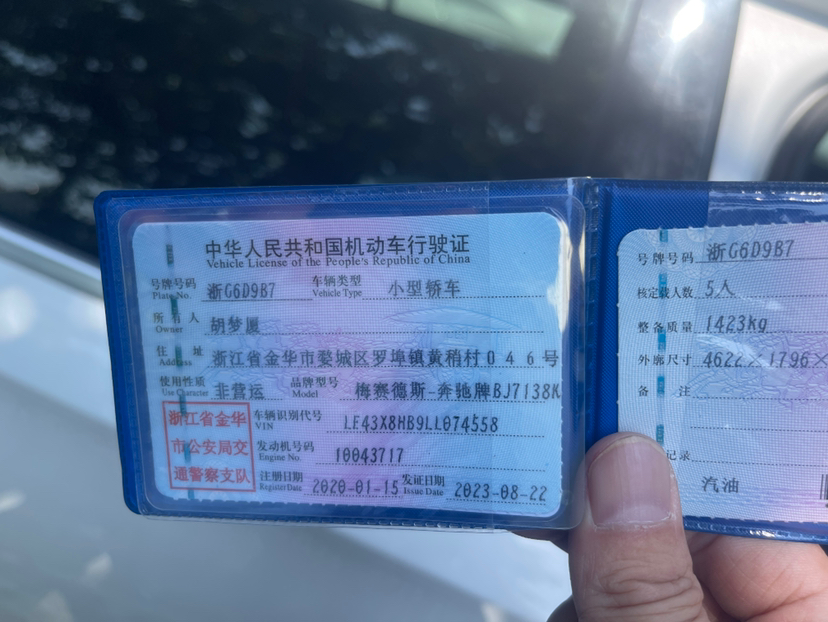 中华人民共和国机动车行驶证
Vehicle License of the People's Republic of China
号牌号码 浙G6D9B7 车辆类型 小型轿车
Plate No. Vehicle Type
所有人 胡梦厦
Owner
住址 浙江省金华市婺城区罗埠镇黄稍村046号
Address
使用性质 非营运 品牌型号 梅赛德斯-奔驰牌BJ7138K
Use Character Model
浙江省金华
市公安局交
通警察支队
车辆识别代号 LE43X8HB9LL074558
VIN
发动机号码 10043717
Engine No.
注册日期 2020-01-15 发证日期 2023-08-22
Register Date Issue Date
号牌号码 浙G6D9B7
核定载人数 5人
整备质量 1423kg
外廓尺寸 4622×1796×
备注
记录
汽油